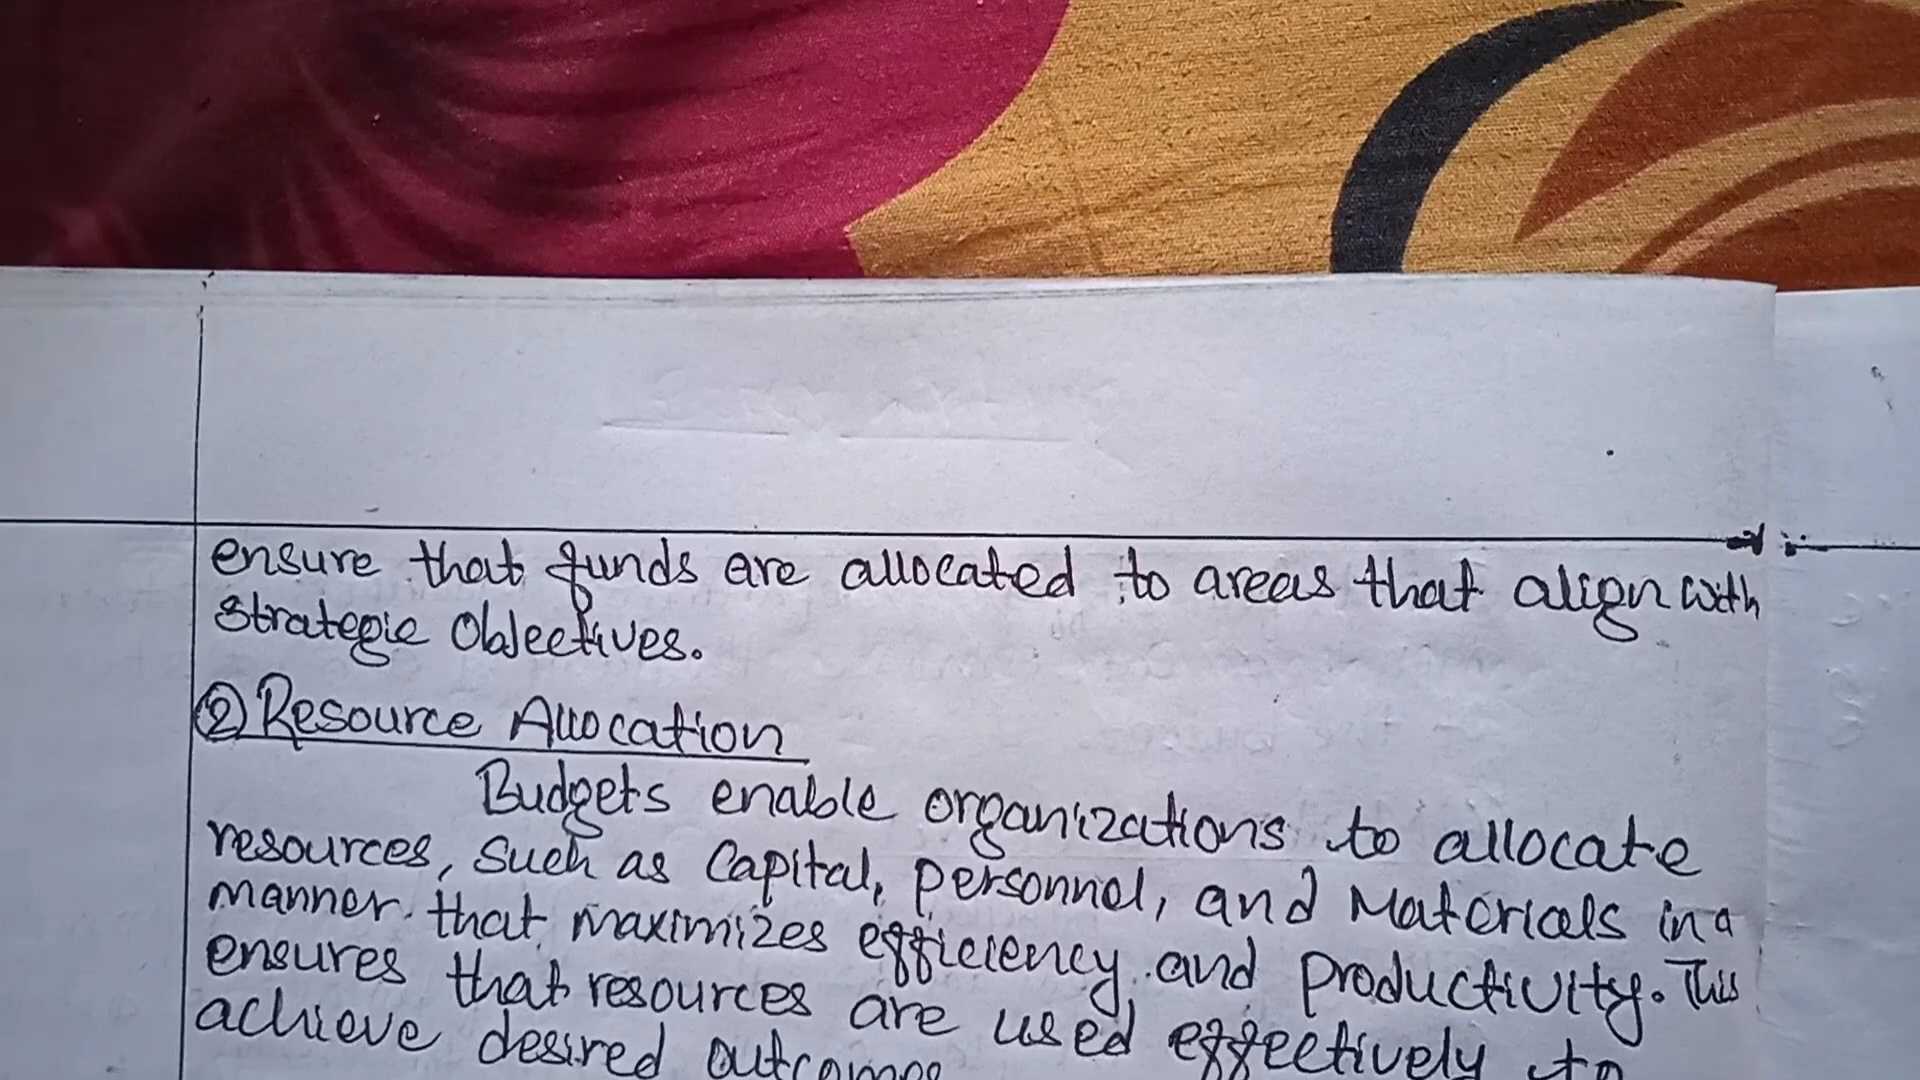 ensure that funds are allocated to areas that align with
strategic Objectives.
② Resource Allocation
Budgets enable organizations to allocate
resources, such as Capital, personnel, and Materials in a
manner that maximizes efficiency and productivity. This
ensures that resources are used effectively to
achieve desired outcomes